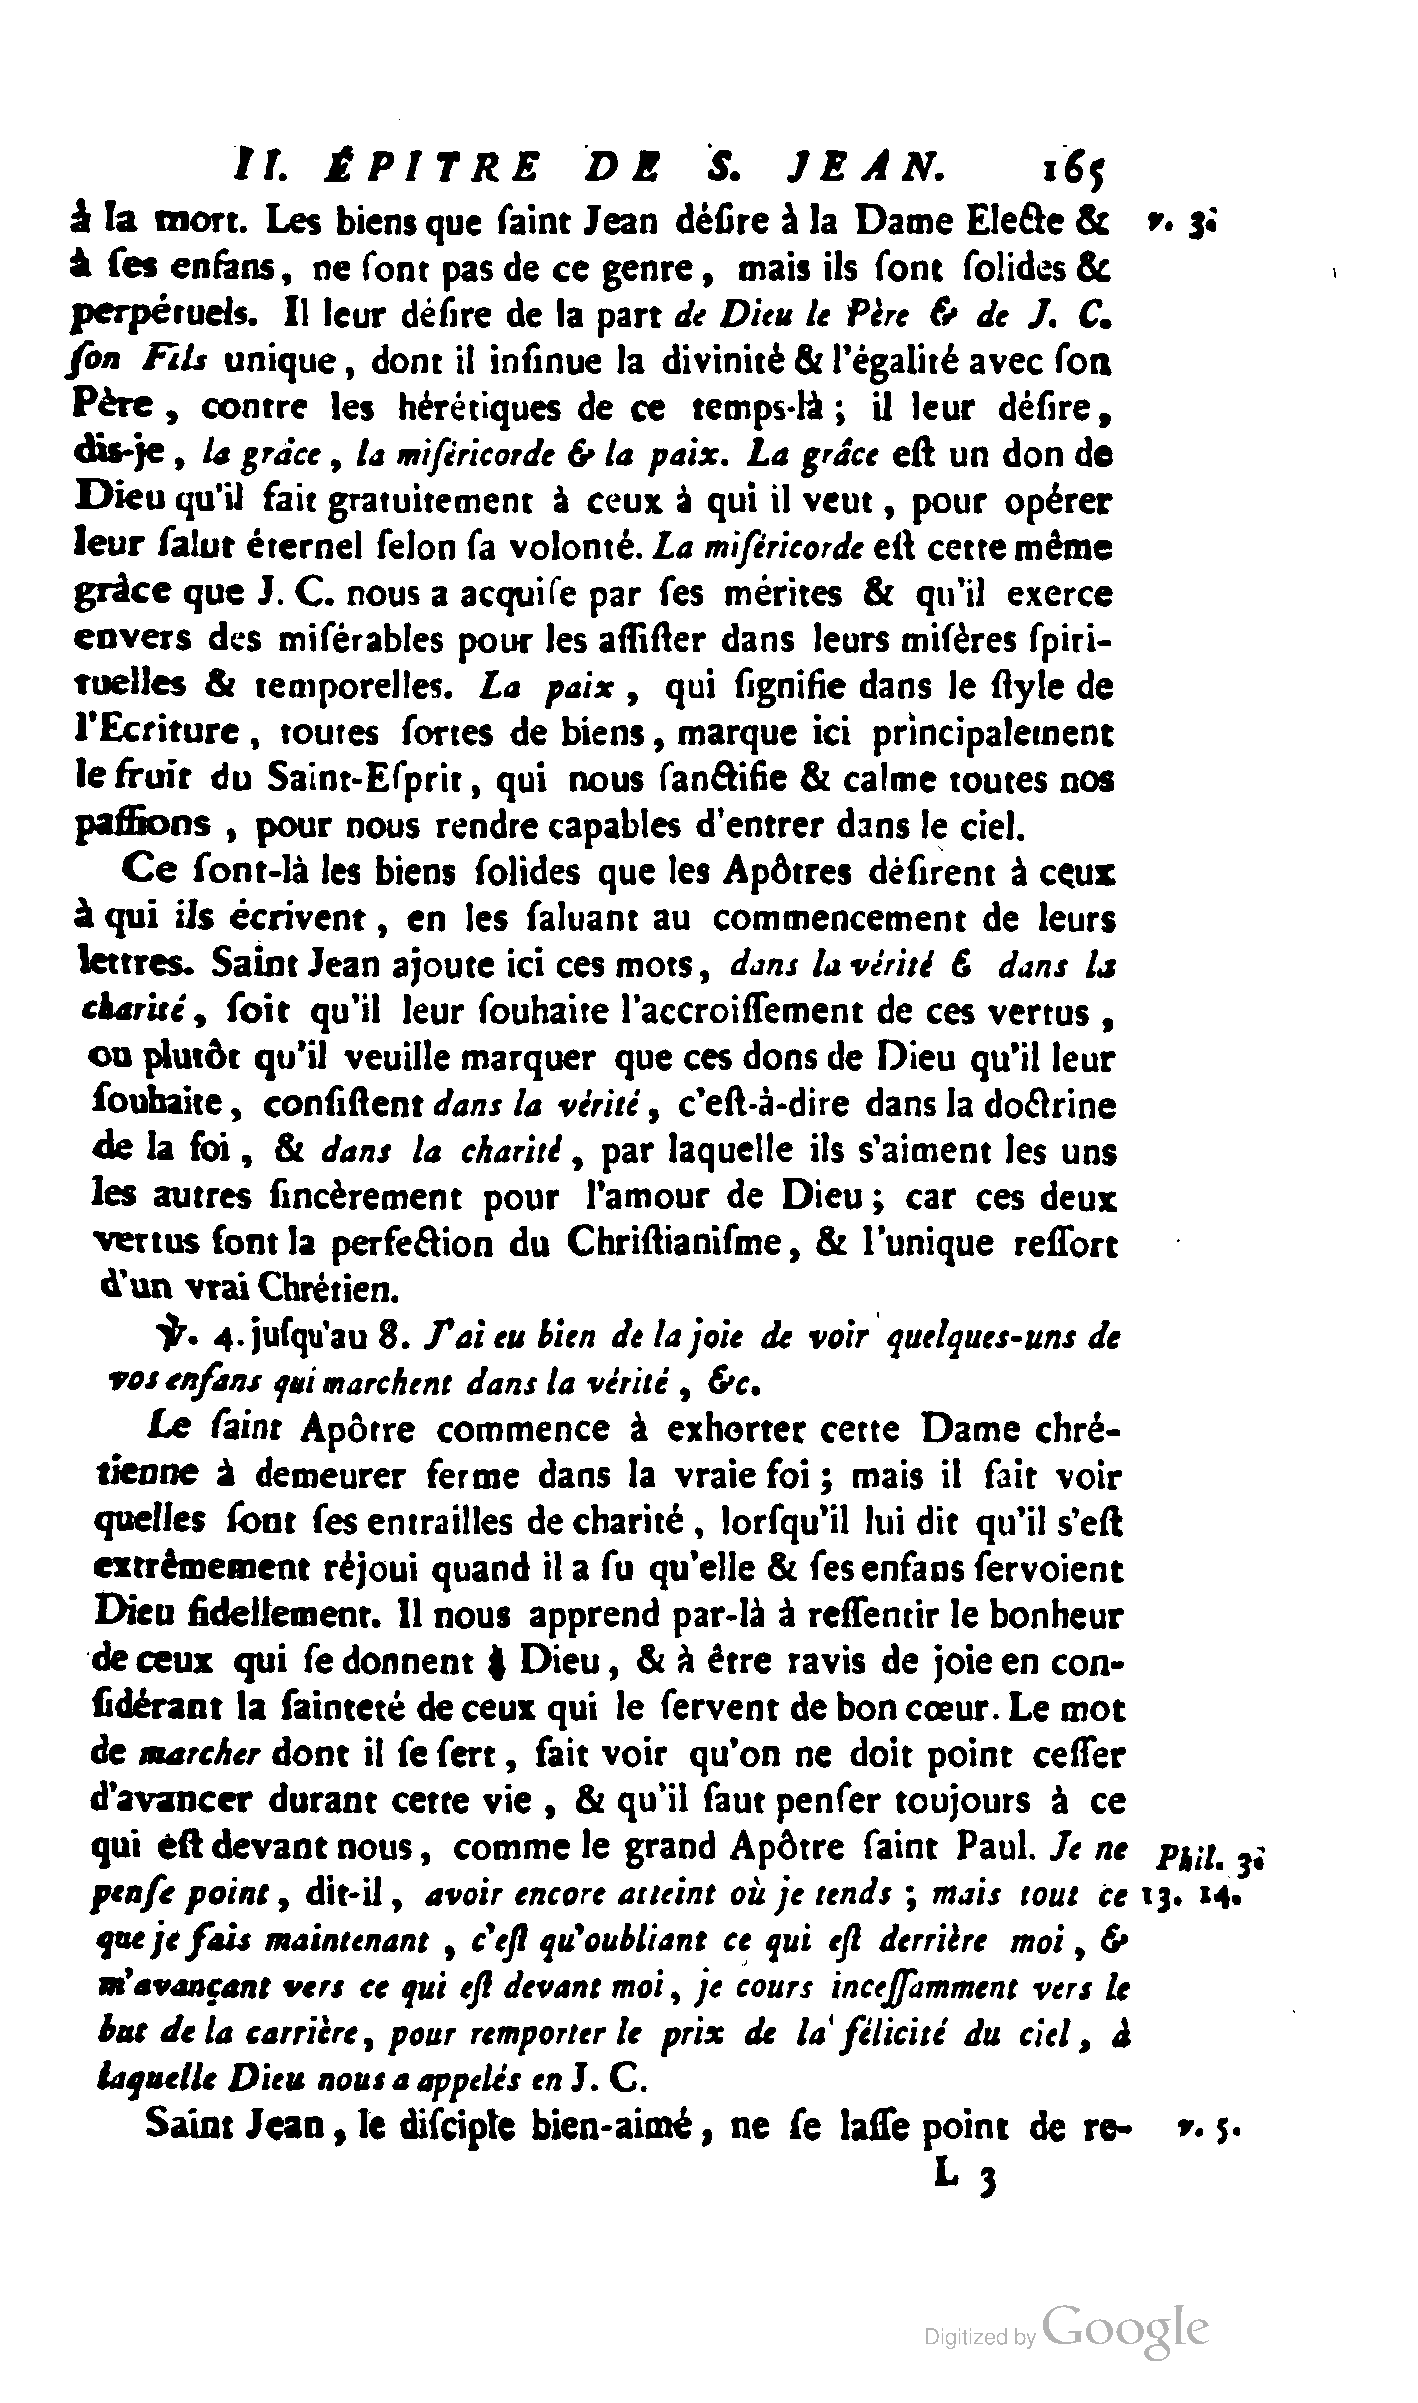 II. ÉPITRE DE S. JEAN. 165
à la mort. Les biens que ſaint Jean déſire à la Dame Electe & v. 3.
à ſes enfans, ne ſont pas de ce genre, mais ils ſont ſolides &
perpétuels. Il leur déſire de la part de Dieu le Père & de J. C.
ſon Fils unique, dont il inſinue la divinité & l'égalité avec ſon
Père, contre les hérétiques de ce temps-là; il leur déſire,
dis-je, la grâce, la miſéricorde & la paix. La grâce eſt un don de
Dieu qu'il fait gratuitement à ceux à qui il veut, pour opérer
leur ſalut éternel ſelon ſa volonté. La miſéricorde eſt cette même
grâce que J. C. nous a acquiſe par ſes mérites & qu'il exerce
envers des miſérables pour les aſſiſter dans leurs miſères ſpiri-
tuelles & temporelles. La paix, qui ſignifie dans le ſtyle de
l'Ecriture, toutes ſortes de biens, marque ici principalement
le fruit du Saint-Eſprit, qui nous ſanctifie & calme toutes nos
paſſions, pour nous rendre capables d'entrer dans le ciel.
Ce ſont-là les biens ſolides que les Apôtres déſirent à ceux
à qui ils écrivent, en les ſaluant au commencement de leurs
lettres. Saint Jean ajoute ici ces mots, dans la vérité & dans la
charité, ſoit qu'il leur ſouhaite l'accroiſſement de ces vertus,
ou plutôt qu'il veuille marquer que ces dons de Dieu qu'il leur
ſouhaite, conſiſtent dans la vérité, c'eſt-à-dire dans la doctrine
de la foi, & dans la charité, par laquelle ils s'aiment les uns
les autres ſincèrement pour l'amour de Dieu; car ces deux
vertus ſont la perfection du Chriſtianiſme, & l'unique reſſort
d'un vrai Chrétien.
℣. 4. juſqu'au 8. J'ai eu bien de la joie de voir quelques-uns de
vos enfans qui marchent dans la vérité, &c.
Le ſaint Apôtre commence à exhorter cette Dame chré-
tienne à demeurer ferme dans la vraie foi; mais il fait voir
quelles ſont ſes entrailles de charité, lorſqu'il lui dit qu'il s'eſt
extrêmement réjoui quand il a ſu qu'elle & ſes enfans ſervoient
Dieu fidellement. Il nous apprend par-là à reſſentir le bonheur
de ceux qui ſe donnent à Dieu, & à être ravis de joie en con-
ſidérant la ſainteté de ceux qui le ſervent de bon cœur. Le mot
de marcher dont il ſe ſert, fait voir qu'on ne doit point ceſſer
d'avancer durant cette vie, & qu'il faut penſer toujours à ce
qui eſt devant nous, comme le grand Apôtre ſaint Paul. Je ne Phil. 3.
penſe point, dit-il, avoir encore atteint où je tends; mais tout ce 13. 14.
que je fais maintenant, c'eſt qu'oubliant ce qui eſt derrière moi, &
m'avançant vers ce qui eſt devant moi, je cours inceſſamment vers le
but de la carrière, pour remporter le prix de la félicité du ciel, à
laquelle Dieu nous a appelés en J. C.
Saint Jean, le diſciple bien-aimé, ne ſe laſſe point de re- v. 5.
L 3
Digitized by Google